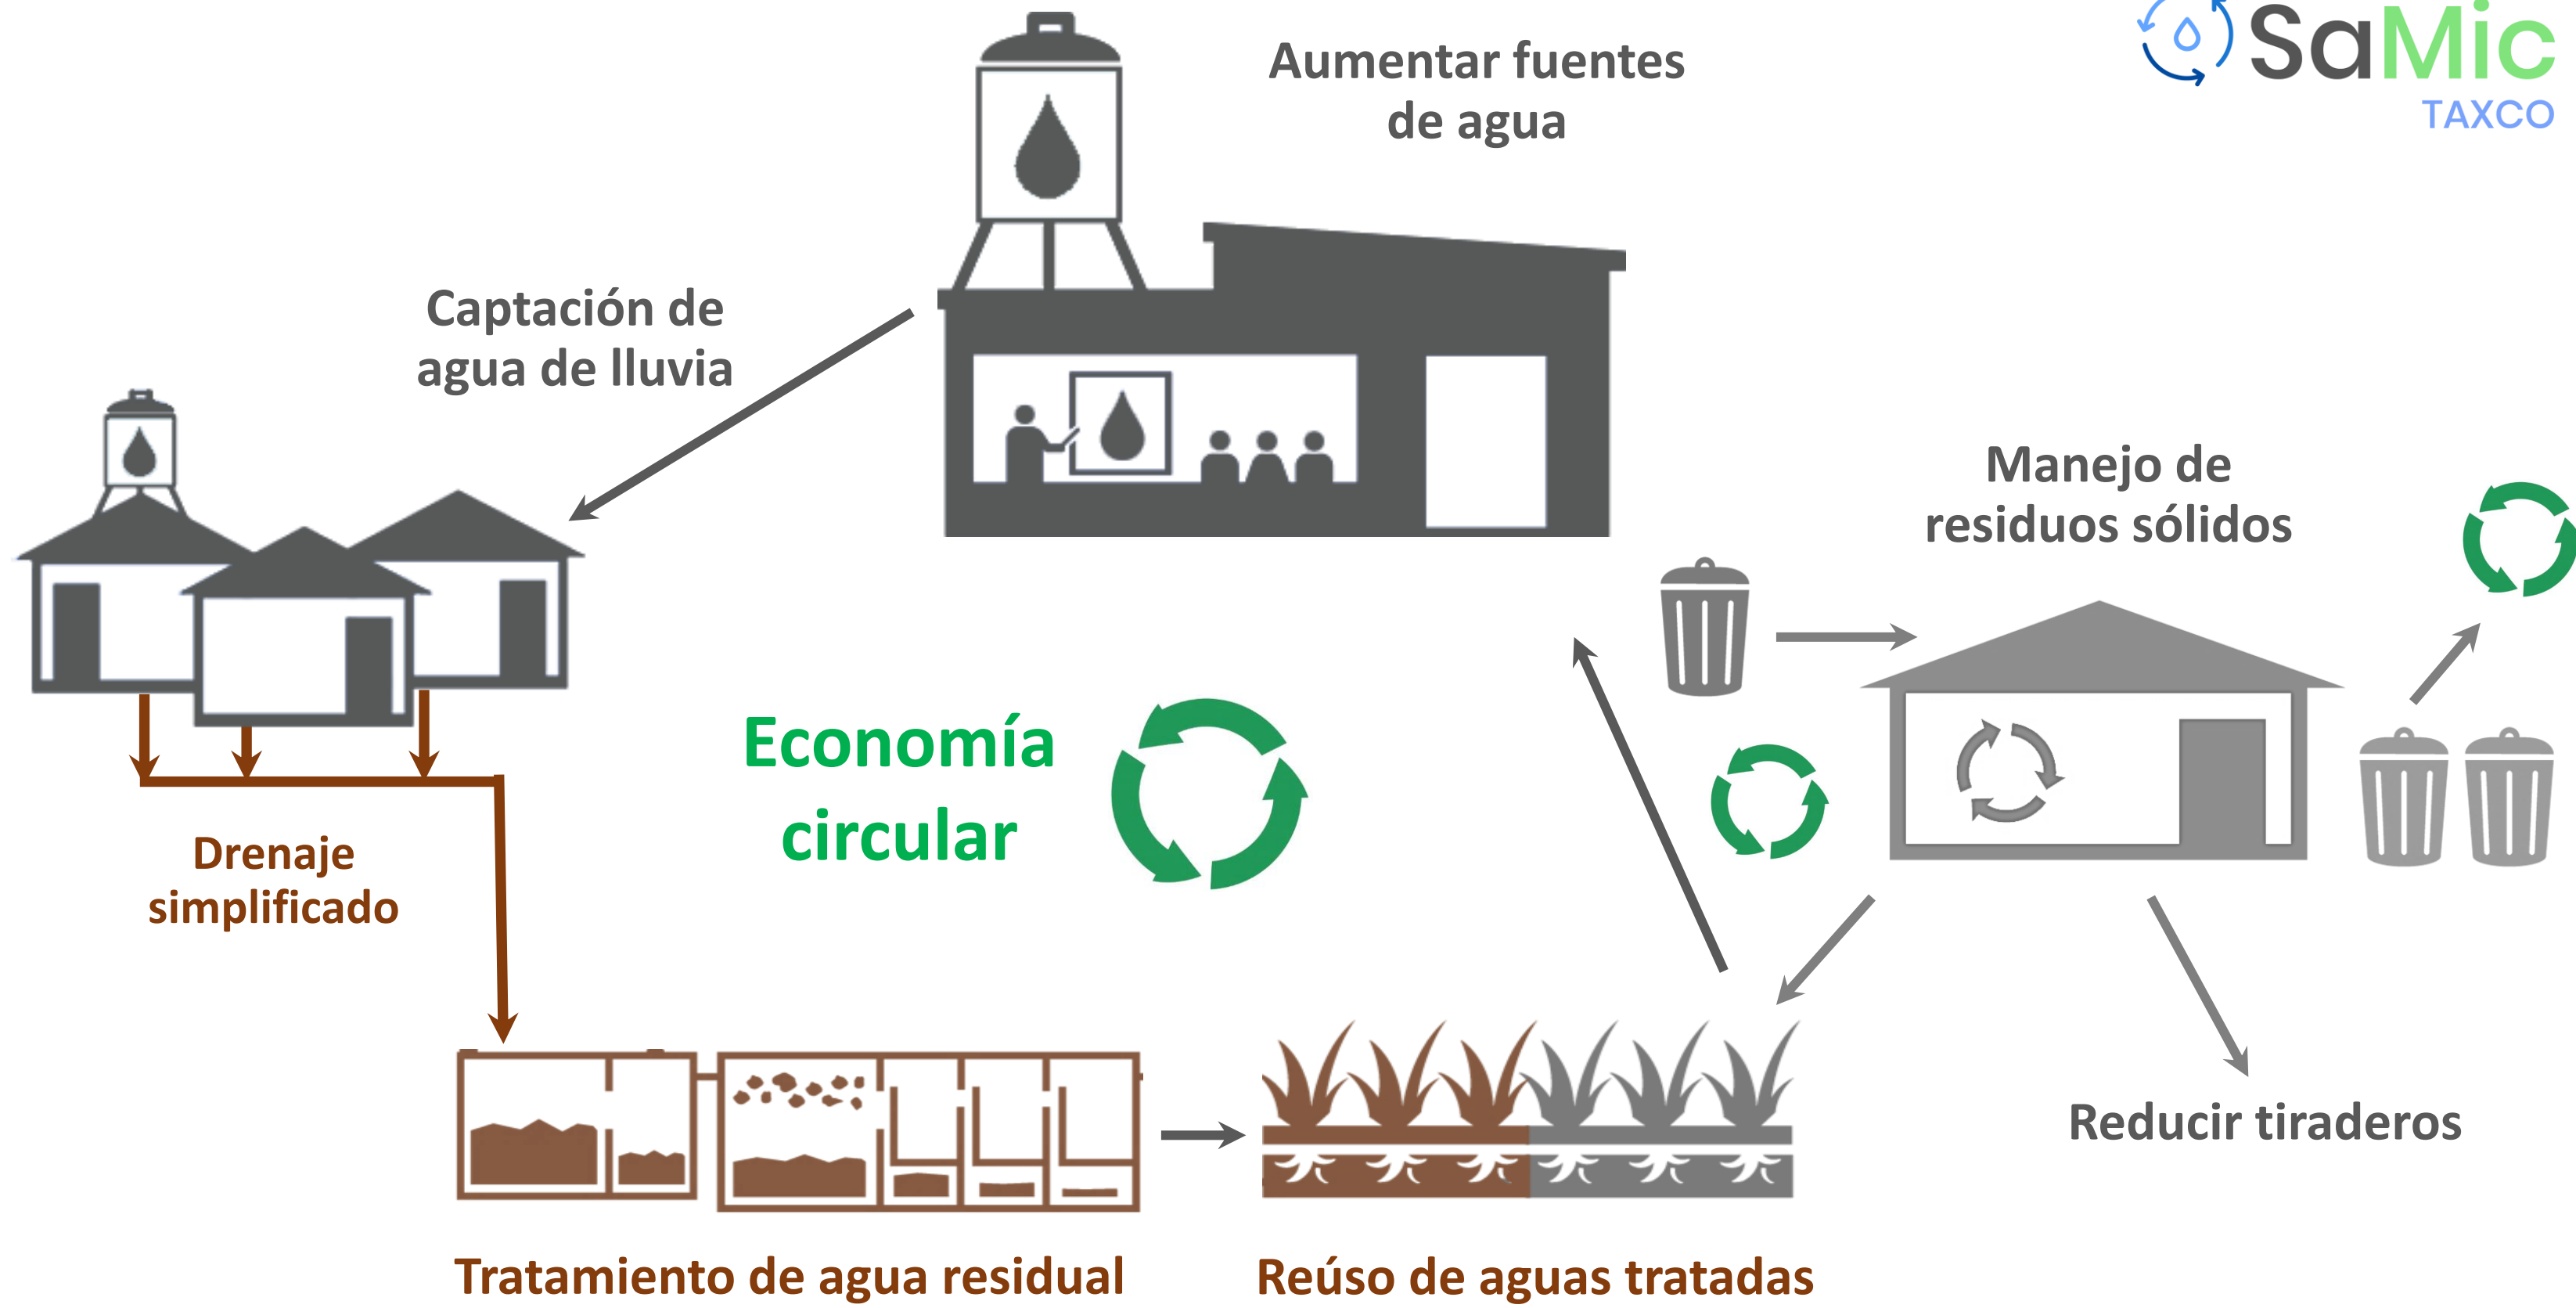 SaMic
TAXCO
Aumentar fuentes
de agua
Captación de
agua de lluvia
Manejo de
residuos sólidos
Economía
circular
Drenaje
simplificado
Reducir tiraderos
Tratamiento de agua residual
Reúso de aguas tratadas